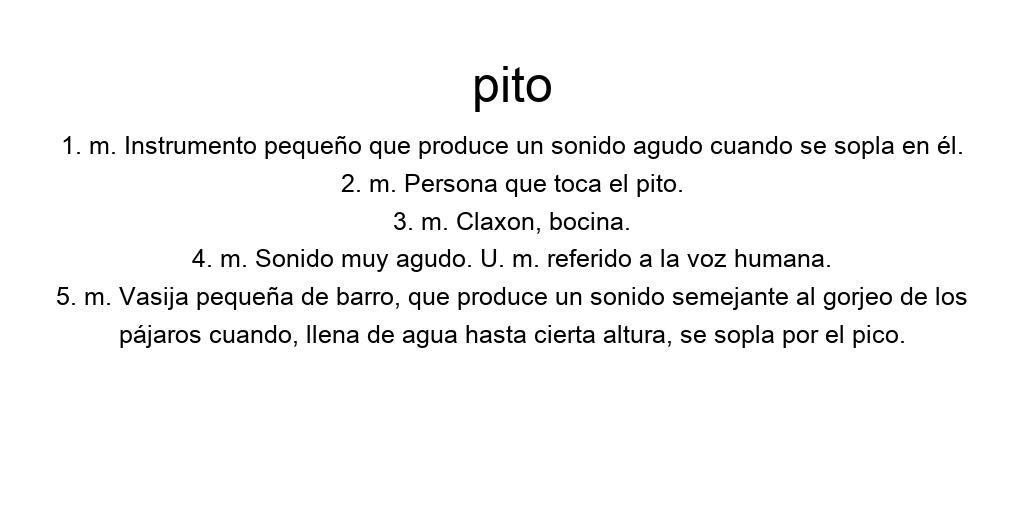 pito
1. m. Instrumento pequeño que produce un sonido agudo cuando se sopla en él.
2. m. Persona que toca el pito.
3. m. Claxon, bocina.
4. m. Sonido muy agudo. U. m. referido a la voz humana.
5. m. Vasija pequeña de barro, que produce un sonido semejante al gorjeo de los
pájaros cuando, llena de agua hasta cierta altura, se sopla por el pico.